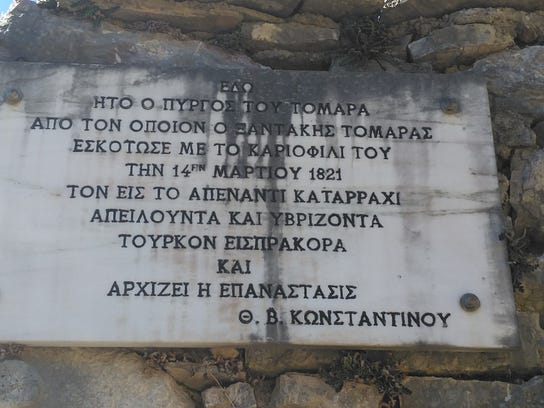 ΕΔΩ
ΗΤΟ Ο ΠΥΡΓΟΣ ΤΟΥ ΤΟΜΑΡΑ
ΑΠΟ ΤΟΝ ΟΠΟΙΟΝ Ο ΞΑΝΤΑΚΗΣ ΤΟΜΑΡΑΣ
ΕΣΚΟΤΩΣΕ ΜΕ ΤΟ ΚΑΡΙΟΦΙΛΙ ΤΟΥ
ΤΗΝ 14ΗΝ ΜΑΡΤΙΟΥ 1821
ΤΟΝ ΕΙΣ ΤΟ ΑΠΕΝΑΝΤΙ ΚΑΤΑΡΡΑΧΙ
ΑΠΕΙΛΟΥΝΤΑ ΚΑΙ ΥΒΡΙΖΟΝΤΑ
ΤΟΥΡΚΟΝ ΕΙΣΠΡΑΚΟΡΑ
ΚΑΙ
ΑΡΧΙΖΕΙ Η ΕΠΑΝΑΣΤΑΣΙΣ
Θ. Β. ΚΩΝΣΤΑΝΤΙΝΟΥ